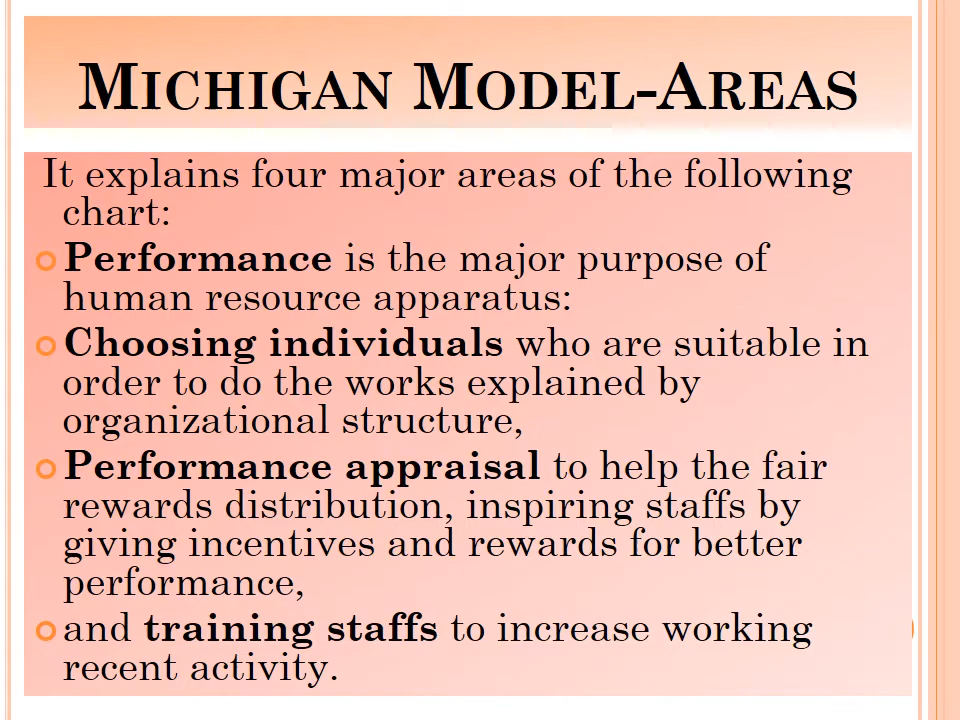 MICHIGAN MODEL-AREAS
It explains four major areas of the following
chart:
Performance is the major purpose of
human resource apparatus:
Choosing individuals who are suitable in
order to do the works explained by
organizational structure,
Performance appraisal to help the fair
rewards distribution, inspiring staffs by
giving incentives and rewards for better
performance,
and training staffs to increase working
recent activity.